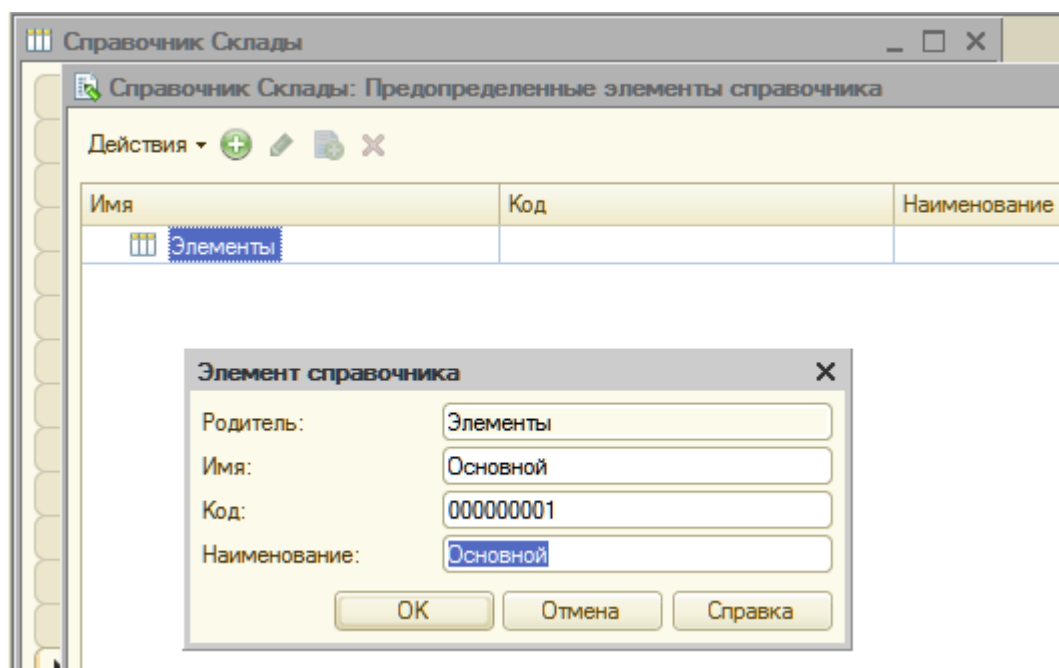 Справочник Склады
Справочник Склады: Предопределенные элементы справочника
Действия
Имя Код Наименование
Элементы
Элемент справочника
Родитель: Элементы
Имя: Основной
Код: 000000001
Наименование: Основной
OK Отмена Справка